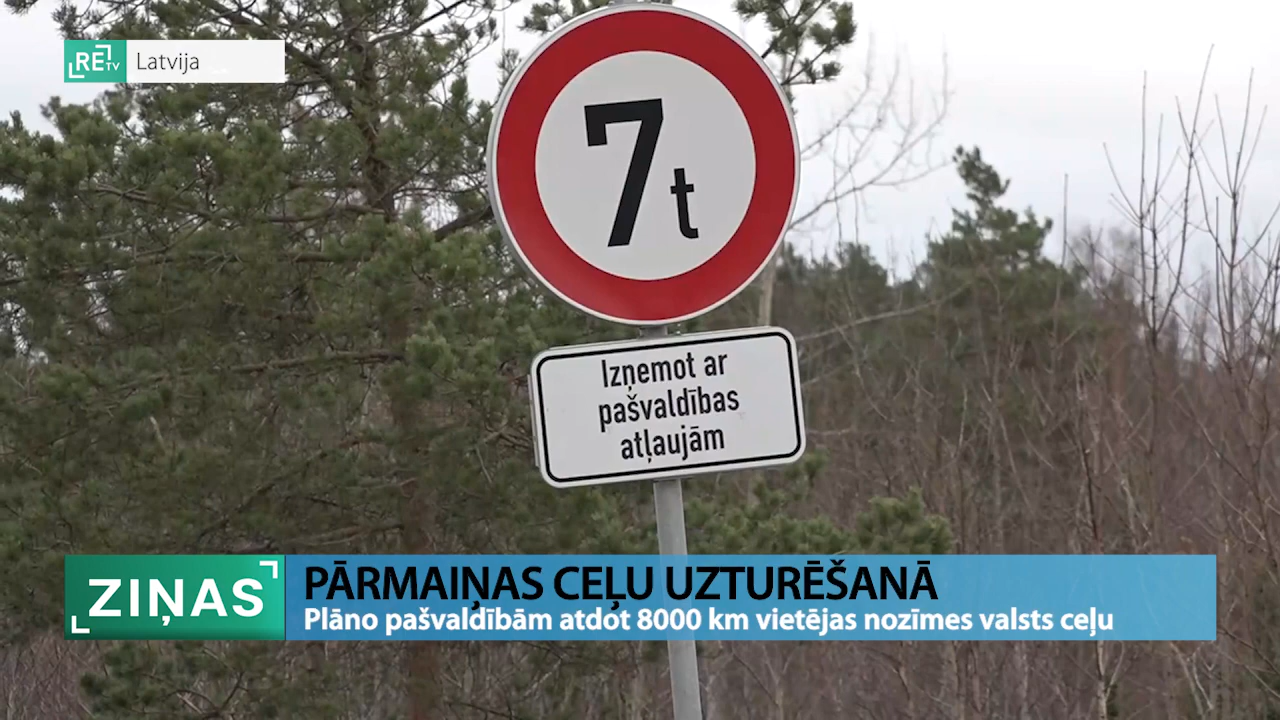 RE TV Latvija
7t
Izņemot ar
pašvaldības
atļaujām
ZIŅAS
PĀRMAIŅAS CEĻU UZTURĒŠANĀ
Plāno pašvaldībām atdot 8000 km vietējas nozīmes valsts ceļu